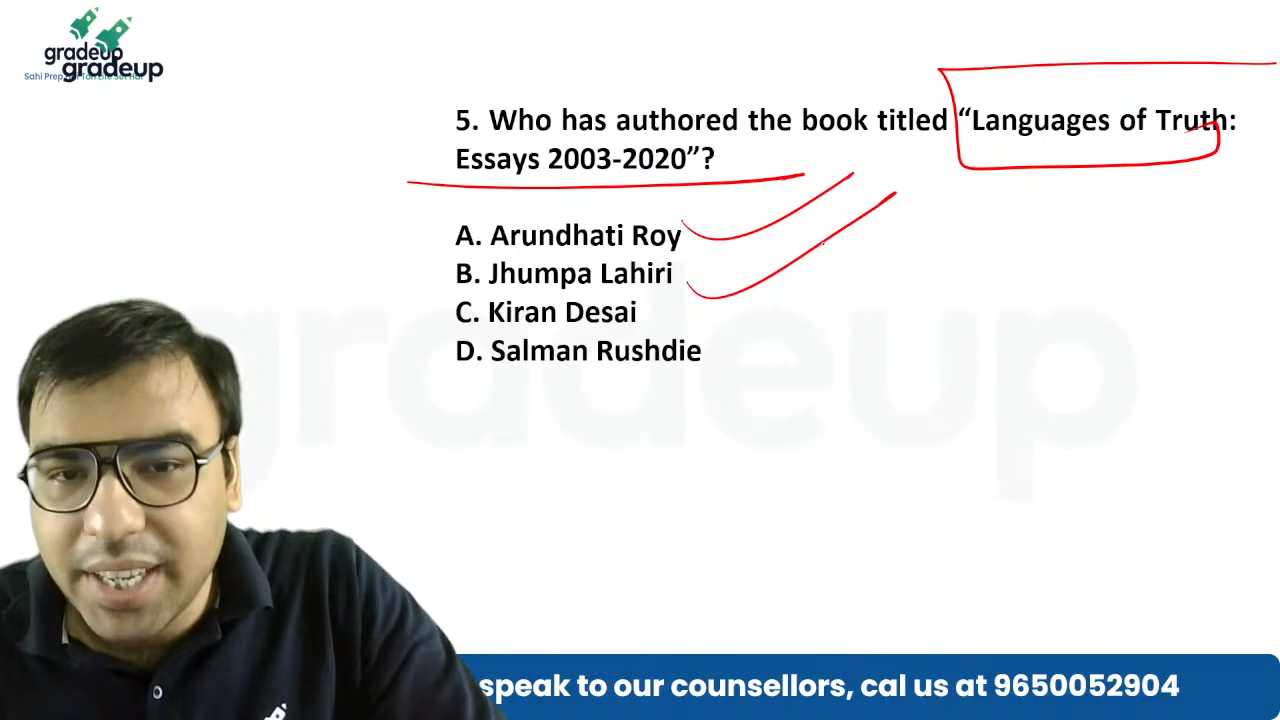 gradeup
gradeup
5. Who has authored the book titled “Languages of Truth:
Essays 2003-2020”?
A. Arundhati Roy
B. Jhumpa Lahiri
C. Kiran Desai
D. Salman Rushdie
gradeup
speak to our counsellors, cal us at 9650052904